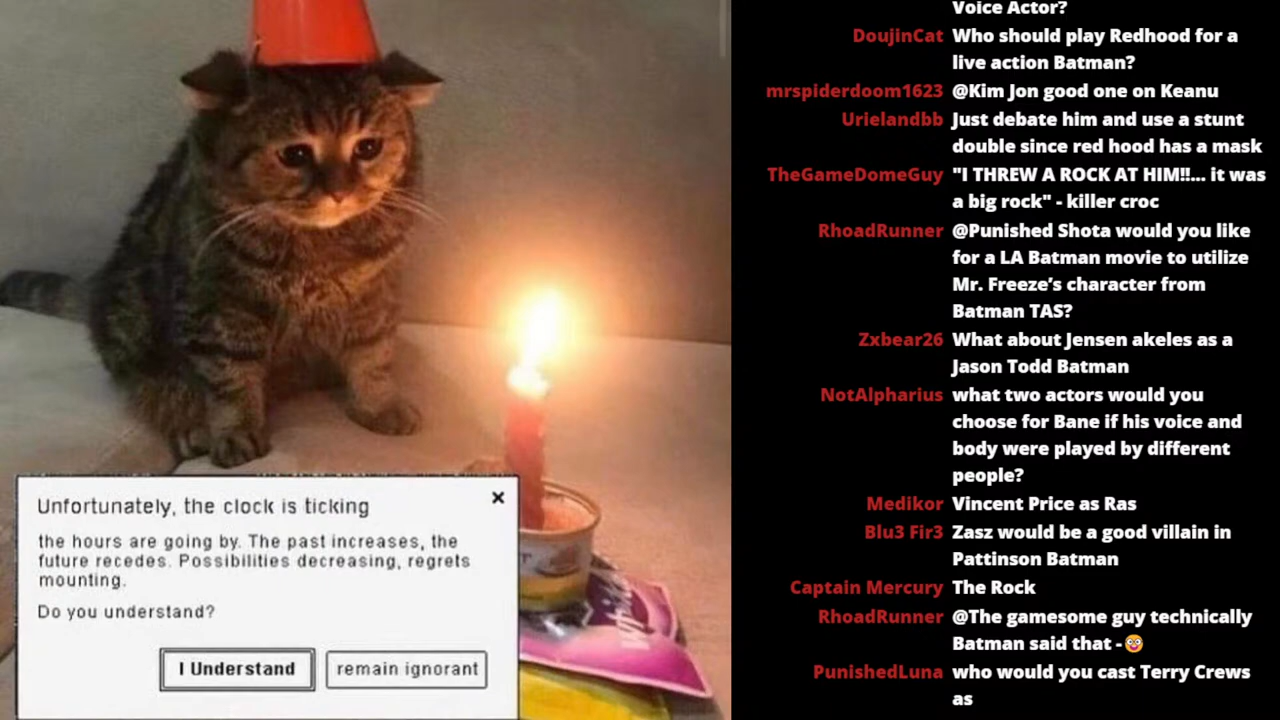 Unfortunately, the clock is ticking
the hours are going by. The past increases, the
future recedes. Possibilities decreasing, regrets
mounting.
Do you understand?
I Understand
remain ignorant
Voice Actor?
DoujinCat Who should play Redhood for a
live action Batman?
mrspiderdoom1623 @Kim Jon good one on Keanu
Urielandbb Just debate him and use a stunt
double since red hood has a mask
TheGameDomeGuy "I THREW A ROCK AT HIM!!... it was
a big rock" - killer croc
RhoadRunner @Punished Shota would you like
for a LA Batman movie to utilize
Mr. Freeze’s character from
Batman TAS?
Zxbear26 What about Jensen akeles as a
Jason Todd Batman
NotAlpharius what two actors would you
choose for Bane if his voice and
body were played by different
people?
Medikor Vincent Price as Ras
Blu3 Fir3 Zasz would be a good villain in
Pattinson Batman
Captain Mercury The Rock
RhoadRunner @The gamesome guy technically
Batman said that -🤡
PunishedLuna who would you cast Terry Crews
as